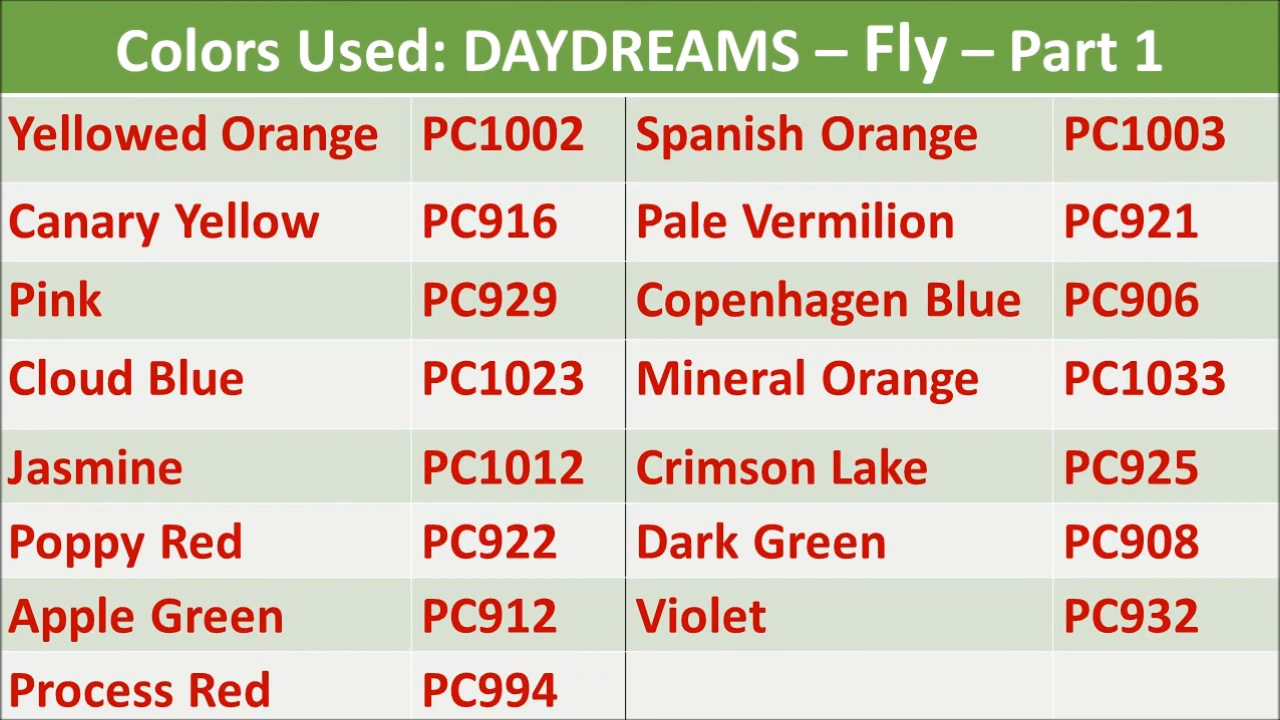 Colors Used: DAYDREAMS – Fly – Part 1
Yellowed Orange PC1002 Spanish Orange PC1003
Canary Yellow PC916 Pale Vermilion PC921
Pink PC929 Copenhagen Blue PC906
Cloud Blue PC1023 Mineral Orange PC1033
Jasmine PC1012 Crimson Lake PC925
Poppy Red PC922 Dark Green PC908
Apple Green PC912 Violet PC932
Process Red PC994